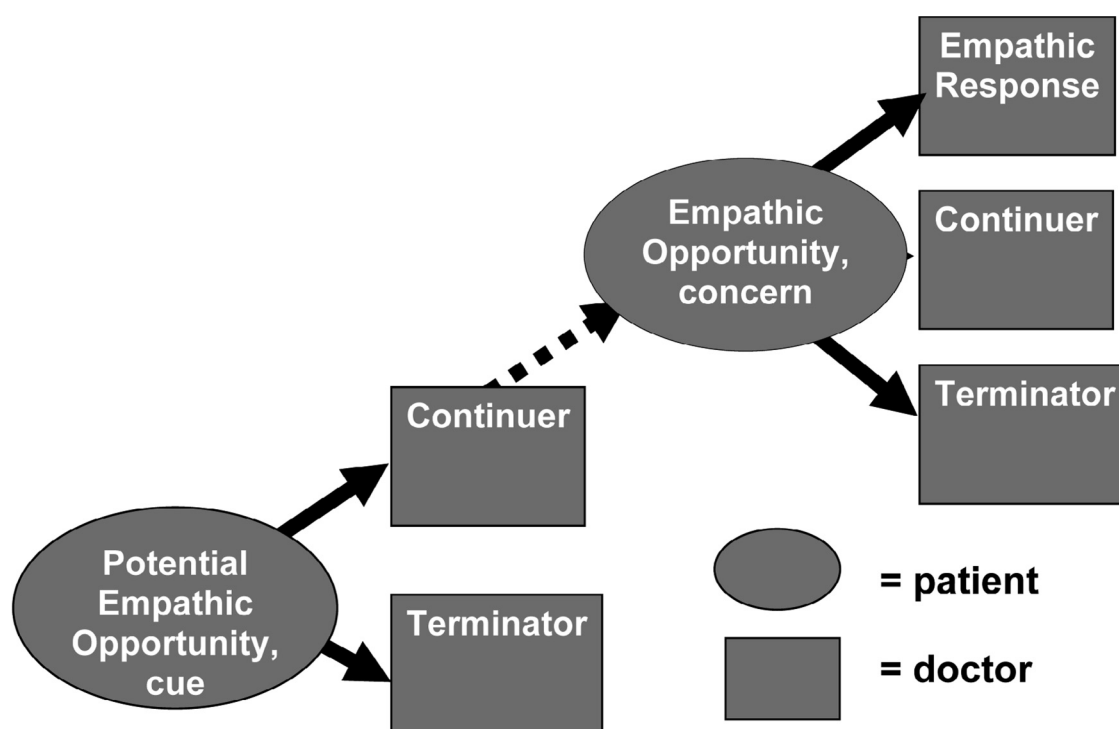 Empathic
Response
Empathic
Opportunity,
concern
Continuer
Terminator
Continuer
Potential
Empathic
Opportunity,
cue
Terminator
= patient
= doctor